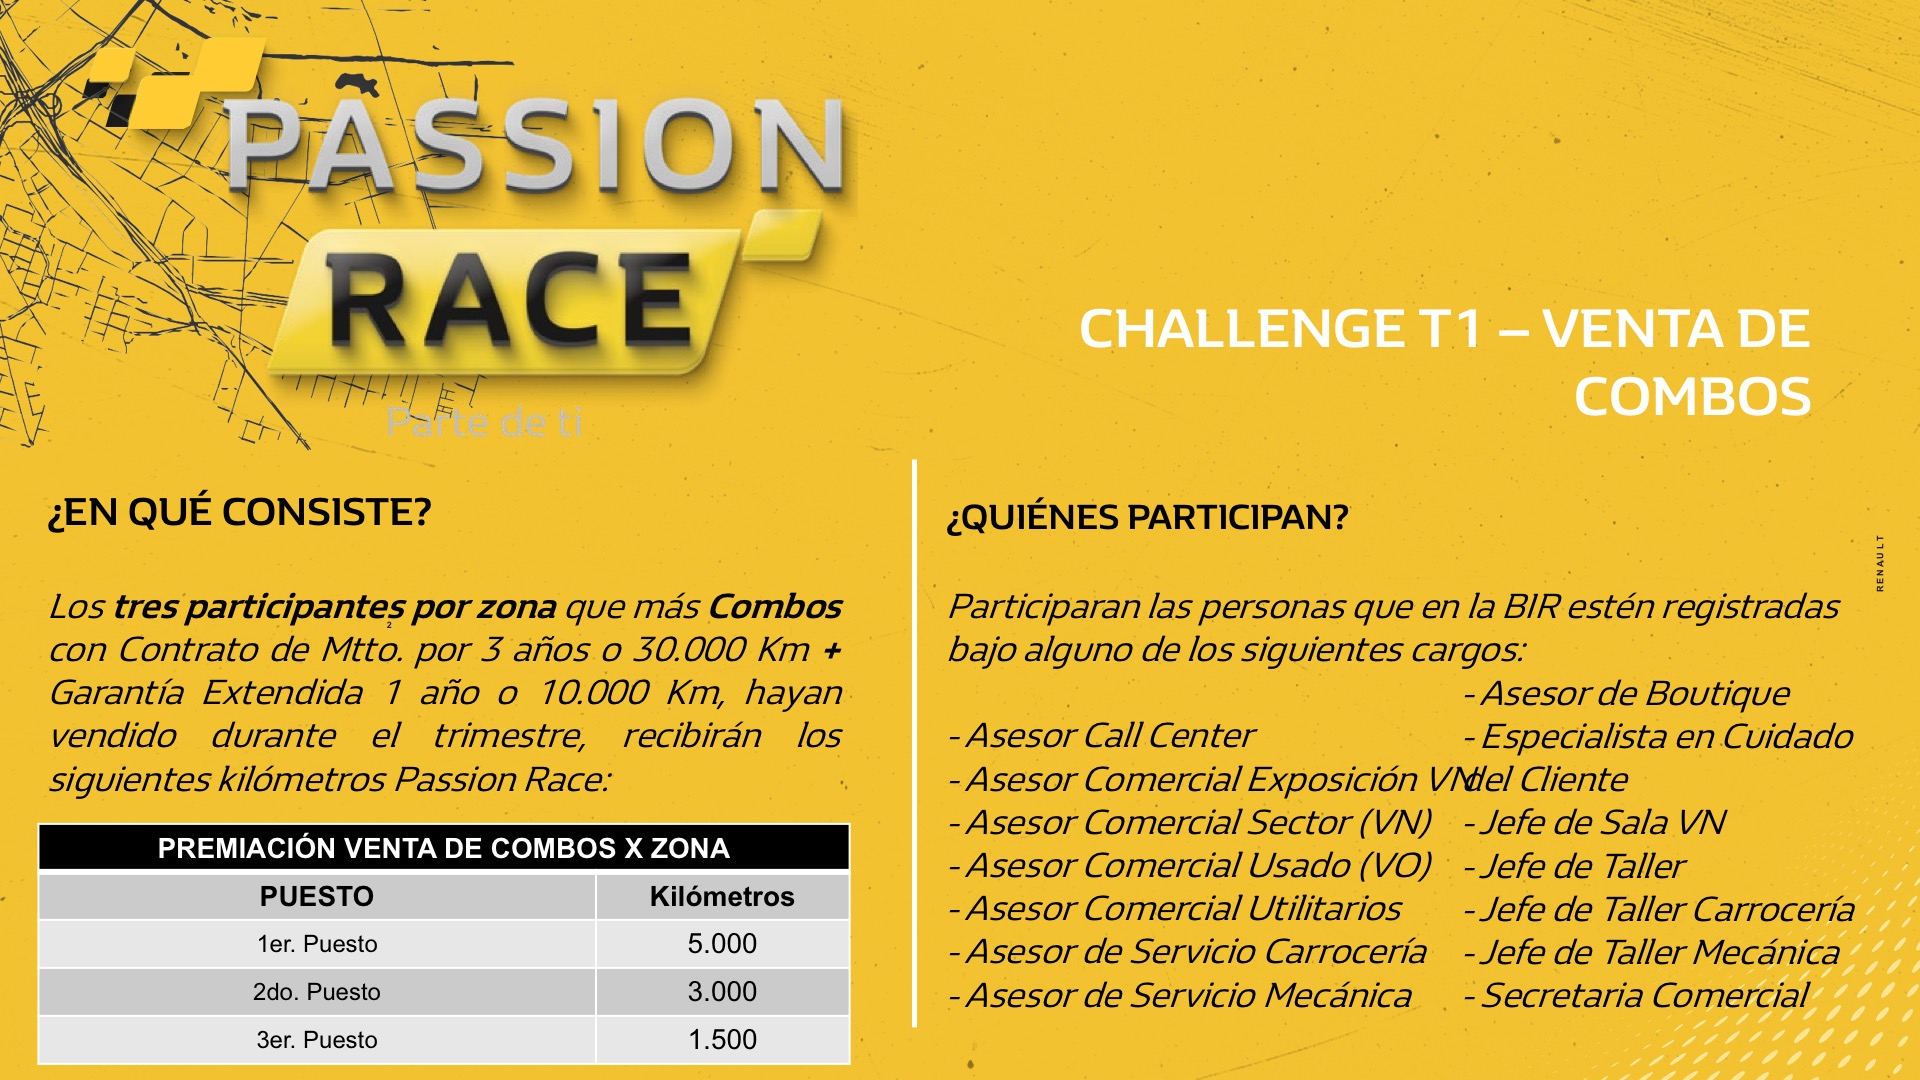 PASSION
RACE
Parte de ti
CHALLENGE T1 – VENTA DE
COMBOS
¿EN QUÉ CONSISTE?
Los tres participantes por zona que más Combos
con Contrato de Mtto. por 3 años o 30.000 Km +
Garantía Extendida 1 año o 10.000 Km, hayan
vendido durante el trimestre, recibirán los
siguientes kilómetros Passion Race:
2
PREMIACIÓN VENTA DE COMBOS X ZONA
PUESTO Kilómetros
1er. Puesto 5.000
2do. Puesto 3.000
3er. Puesto 1.500
¿QUIÉNES PARTICIPAN?
Participaran las personas que en la BIR estén registradas
bajo alguno de los siguientes cargos:
- Asesor Call Center
- Asesor Comercial Exposición VN
- Asesor Comercial Sector (VN)
- Asesor Comercial Usado (VO)
- Asesor Comercial Utilitarios
- Asesor de Servicio Carrocería
- Asesor de Servicio Mecánica
- Asesor de Boutique
- Especialista en Cuidado
del Cliente
- Jefe de Sala VN
- Jefe de Taller
- Jefe de Taller Carrocería
- Jefe de Taller Mecánica
- Secretaria Comercial
RENAULT